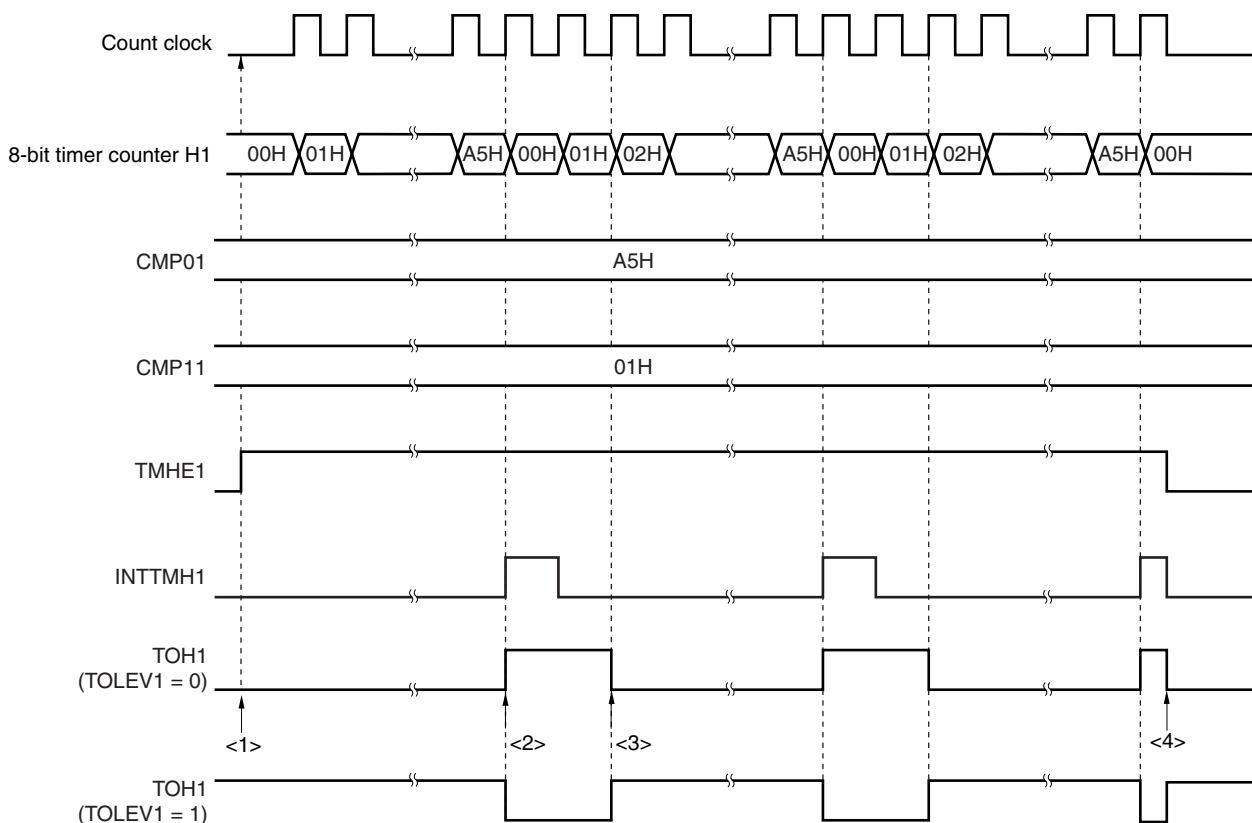 Count clock
8-bit timer counter H1 00H 01H A5H 00H 01H 02H A5H 00H 01H 02H A5H 00H
CMP01 A5H
CMP11 01H
TMHE1
INTTMH1
TOH1
(TOLEV1 = 0)
<1> <2> <3> <4>
TOH1
(TOLEV1 = 1)